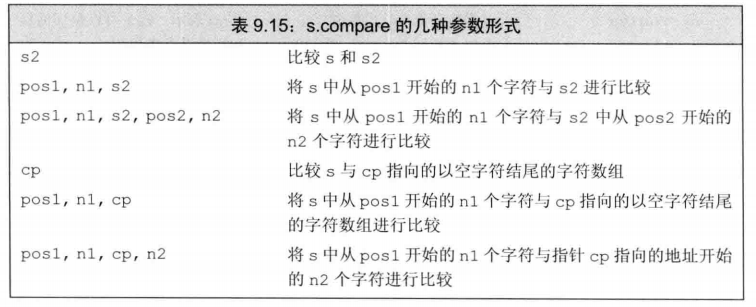 表 9.15：s.compare 的几种参数形式
s2 比较 s 和 s2
pos1, n1, s2 将 s 中从 pos1 开始的 n1 个字符与 s2 进行比较
pos1, n1, s2, pos2, n2 将 s 中从 pos1 开始的 n1 个字符与 s2 中从 pos2 开始的
n2 个字符进行比较
cp 比较 s 与 cp 指向的以空字符结尾的字符数组
pos1, n1, cp 将 s 中从 pos1 开始的 n1 个字符与 cp 指向的以空字符结尾
的字符数组进行比较
pos1, n1, cp, n2 将 s 中从 pos1 开始的 n1 个字符与指针 cp 指向的地址开始
的 n2 个字符进行比较